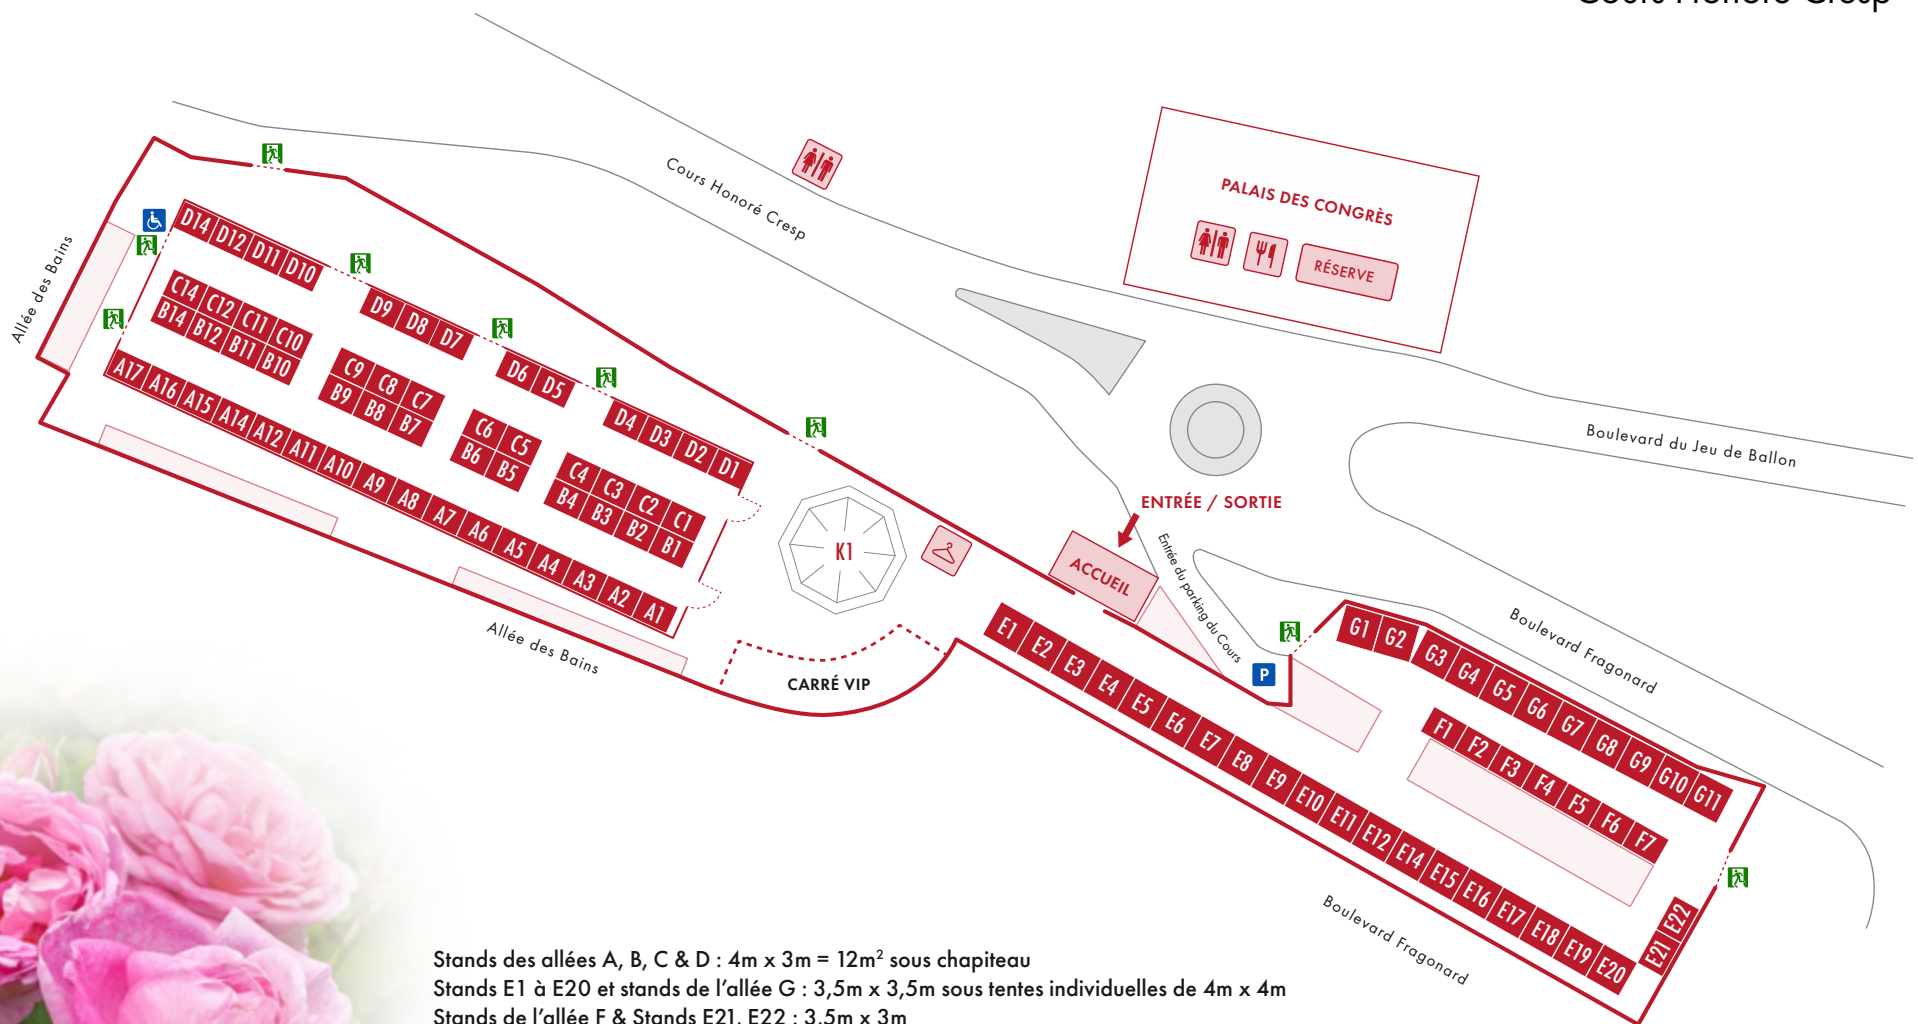 Cours Honoré Cresp
Cours Honoré Cresp
PALAIS DES CONGRÈS
RÉSERVE
Allée des Bains
D14 D12 D11 D10
D9 D8 D7
D6 D5
D4 D3 D2 D1
C14 C12 C11 C10
B14 B12 B11 B10
C9 C8 C7
B9 B8 B7
C6 C5
B6 B5
C4 C3 C2 C1
B4 B3 B2 B1
A17 A16 A15 A14 A12 A11 A10 A9 A8 A7 A6 A5 A4 A3 A2 A1
Allée des Bains
K1
CARRÉ VIP
Boulevard du Jeu de Ballon
ENTRÉE / SORTIE
ACCUEIL
Entrée du parking du Cours
P
Boulevard Fragonard
G1 G2 G3 G4 G5 G6 G7 G8 G9 G10 G11
F1 F2 F3 F4 F5 F6 F7
E1 E2 E3 E4 E5 E6 E7 E8 E9 E10 E11 E12 E14 E15 E16 E17 E18 E19 E20
E21 E22
Boulevard Fragonard
Stands des allées A, B, C & D : 4m x 3m = 12m² sous chapiteau
Stands E1 à E20 et stands de l’allée G : 3,5m x 3,5m sous tentes individuelles de 4m x 4m
Stands de l’allée F & Stands E21, E22 : 3,5m x 3m